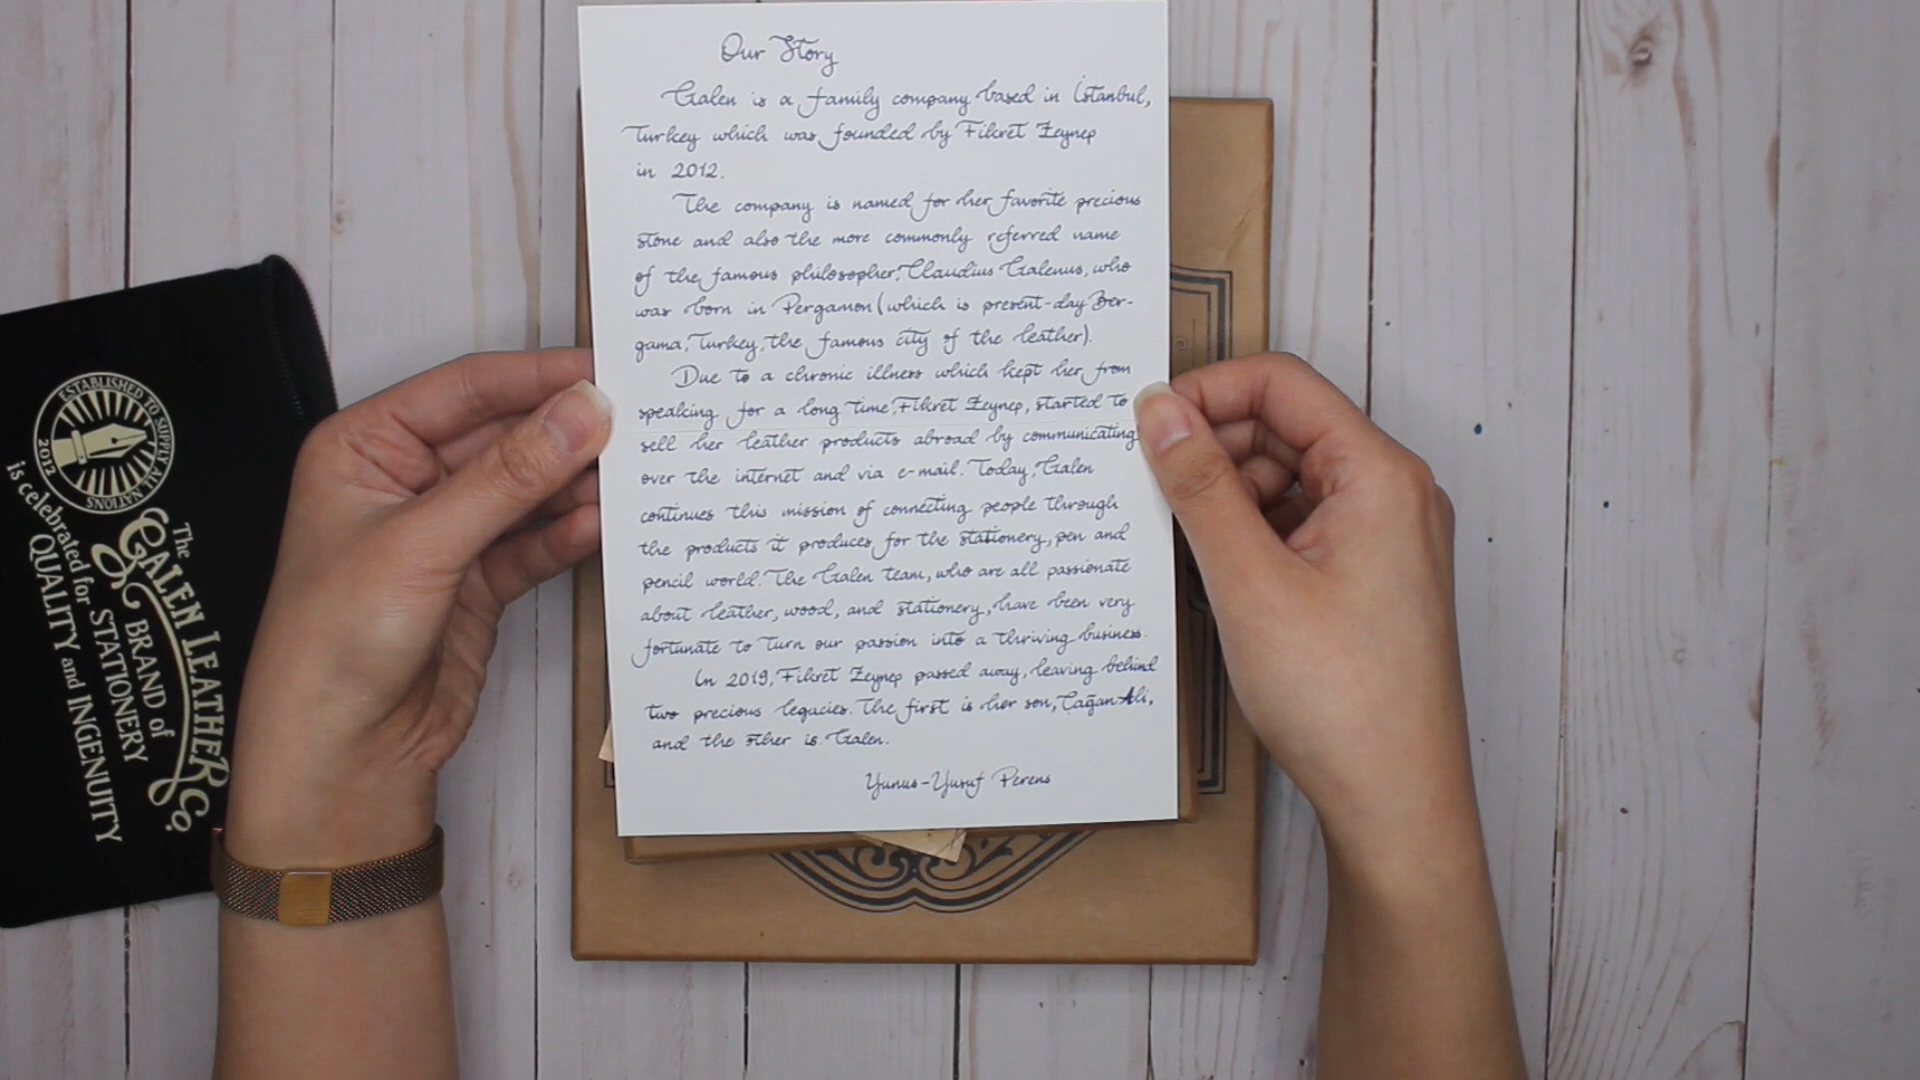 Our Story
Galen is a family company based in İstanbul,
Turkey which was founded by Fikret Zeynep
in 2012.
The company is named for her favorite precious
stone and also the more commonly referred name
of the famous philosopher, Claudius Galenus, who
was born in Pergamon (which is present-day Ber-
gama, Turkey, the famous city of the leather).
Due to a chronic illness which kept her from
speaking for a long time, Fikret Zeynep, started to
sell her leather products abroad by communicating
over the internet and via e-mail. Today, Galen
continues this mission of connecting people through
the products it produces for the stationery, pen and
pencil world. The Galen team, who are all passionate
about leather, wood, and stationery, have been very
fortunate to turn our passion into a thriving business.
In 2019, Fikret Zeynep passed away, leaving behind
two precious legacies. The first is her son, Çağan Ali,
and the other is Galen.
Yunus-Yusuf Perens
ESTABLISHED TO SUPPLY ALL NATIONS
2012
The
GALEN LEATHER Co.
BRAND of
STATIONERY
is celebrated for
QUALITY and INGENUITY